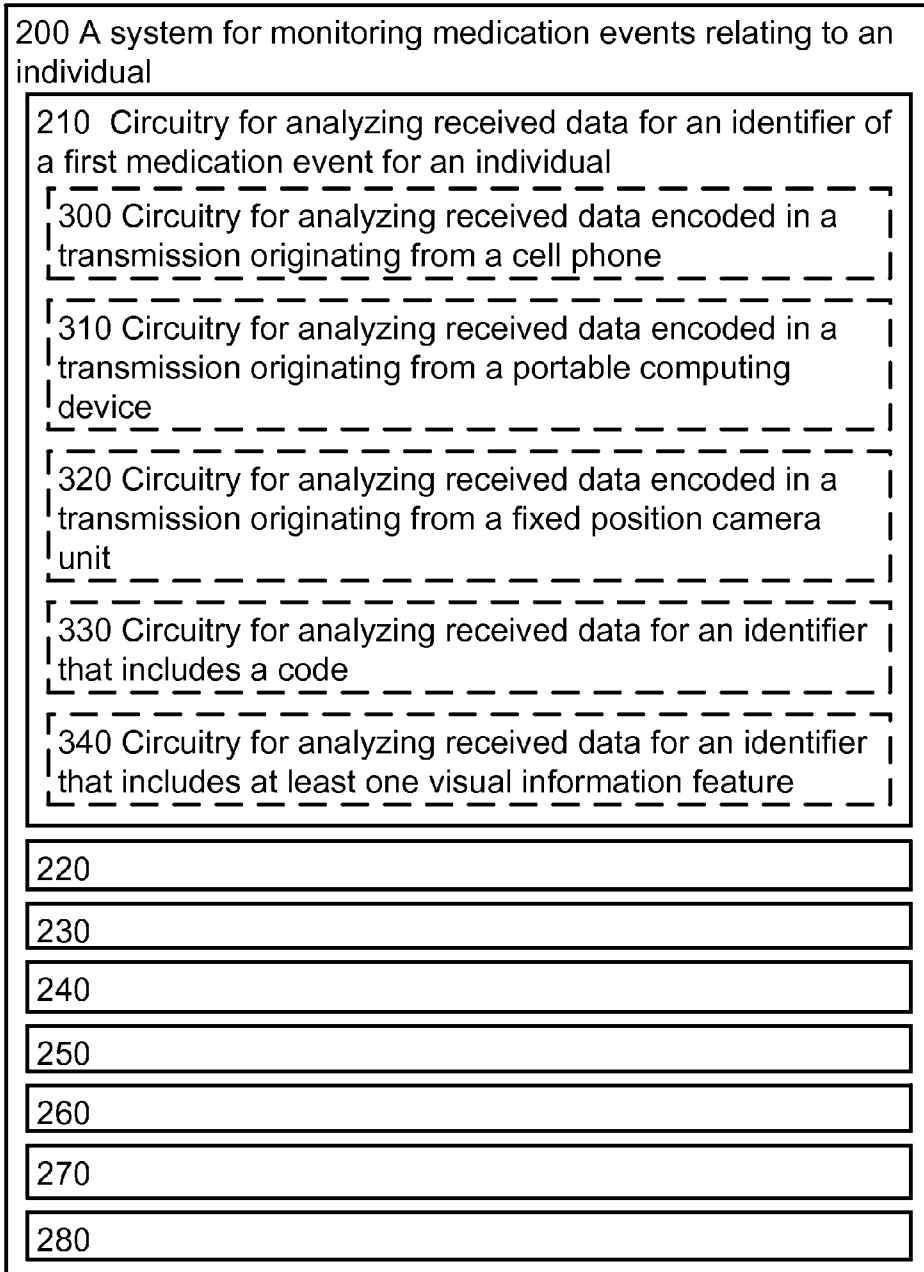 200 A system for monitoring medication events relating to an
individual
210 Circuitry for analyzing received data for an identifier of
a first medication event for an individual
300 Circuitry for analyzing received data encoded in a
transmission originating from a cell phone
310 Circuitry for analyzing received data encoded in a
transmission originating from a portable computing
device
320 Circuitry for analyzing received data encoded in a
transmission originating from a fixed position camera
unit
330 Circuitry for analyzing received data for an identifier
that includes a code
340 Circuitry for analyzing received data for an identifier
that includes at least one visual information feature
220
230
240
250
260
270
280